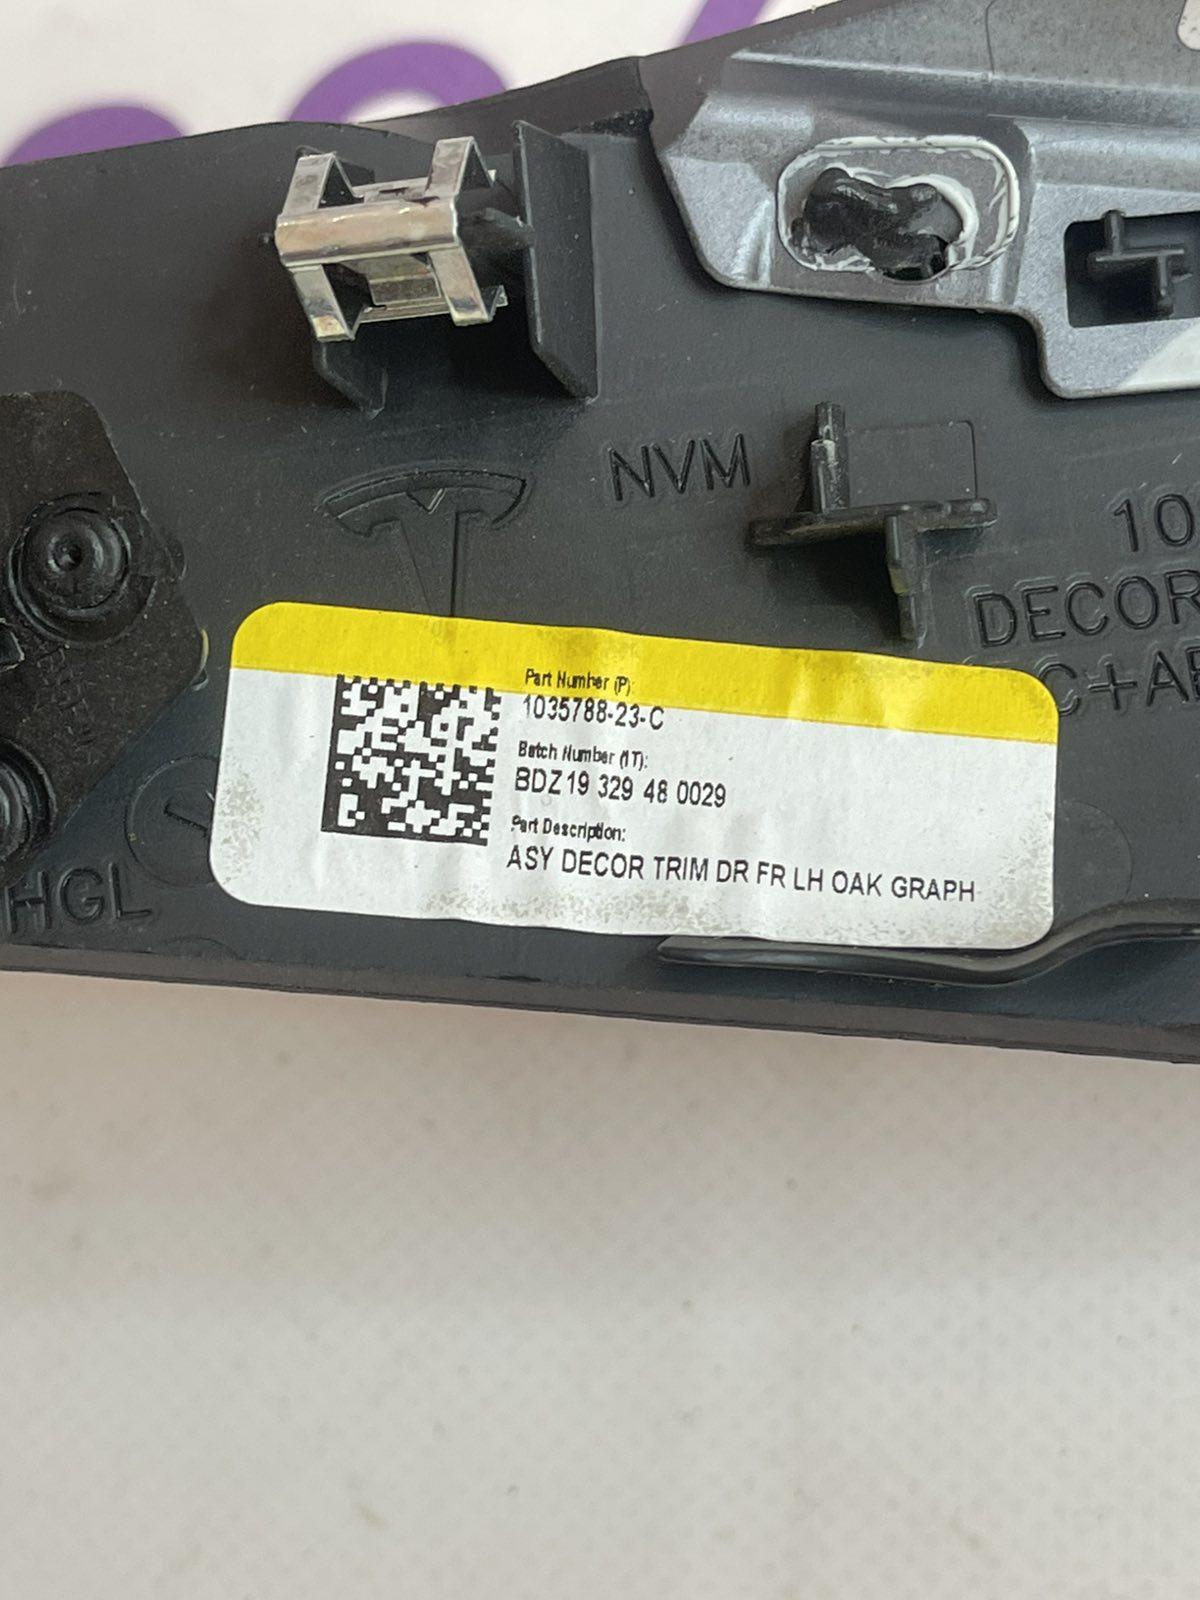 NVM
10
DECOR
C+A
Part Number (P):
1035788-23-C
Batch Number (1T):
BDZ19 329 48 0029
Part Description:
ASY DECOR TRIM DR FR LH OAK GRAPH
HGL